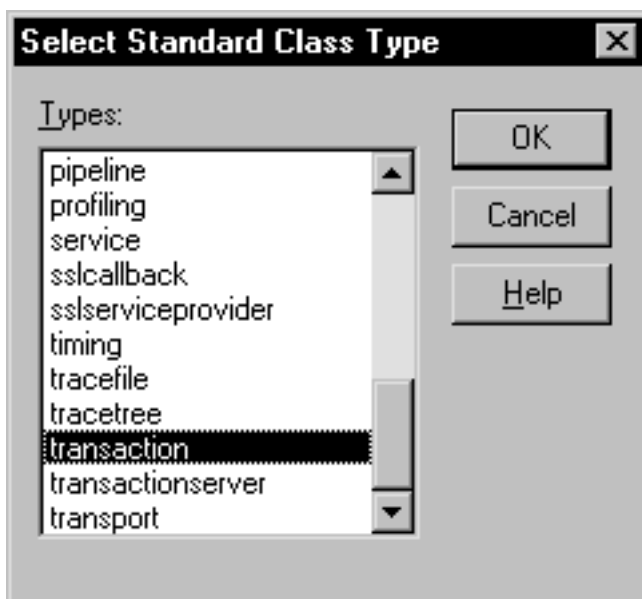 Select Standard Class Type
Types:
pipeline
profiling
service
sslcallback
sslserviceprovider
timing
tracefile
tracetree
transaction
transactionserver
transport
OK
Cancel
Help